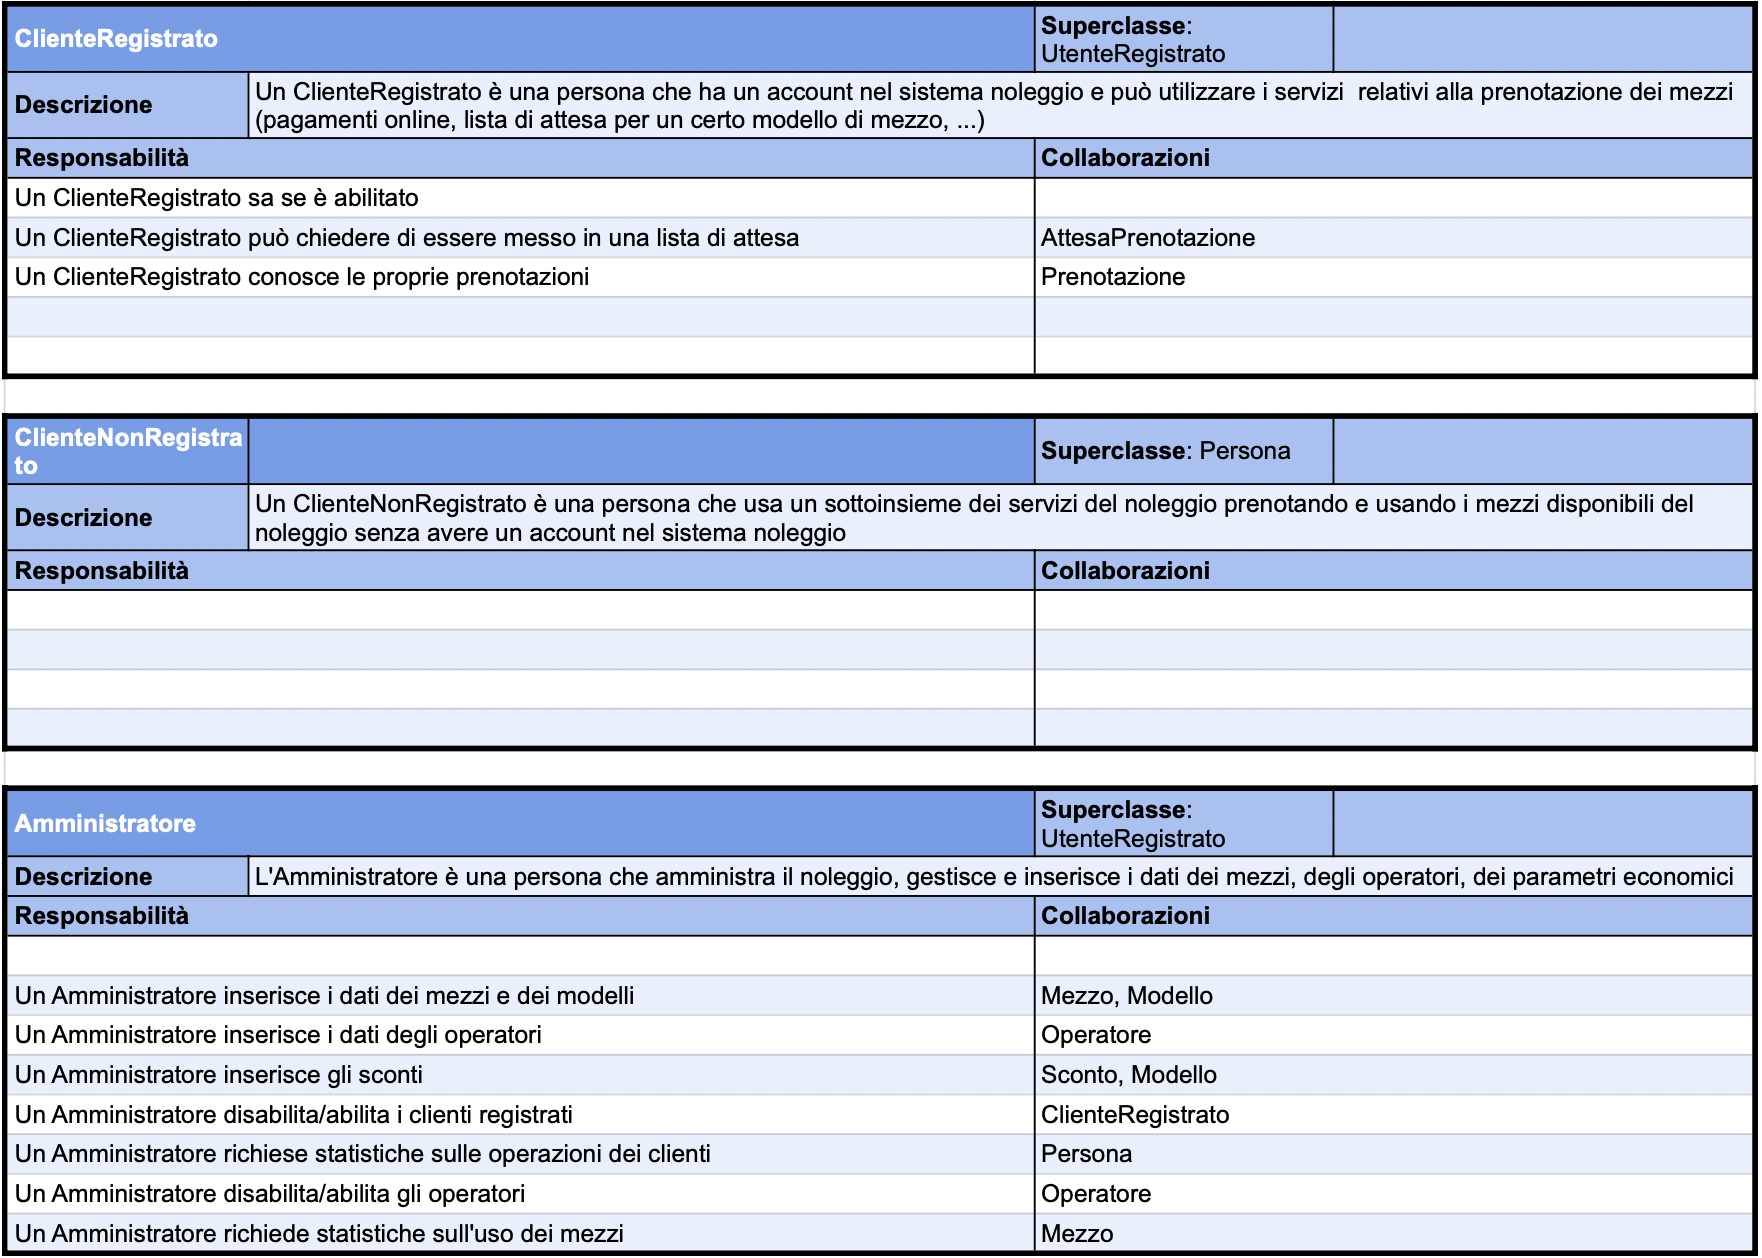 ClienteRegistrato
Superclasse:
UtenteRegistrato
Descrizione
Un ClienteRegistrato è una persona che ha un account nel sistema noleggio e può utilizzare i servizi  relativi alla prenotazione dei mezzi
(pagamenti online, lista di attesa per un certo modello di mezzo, ...)
Responsabilità
Collaborazioni
Un ClienteRegistrato sa se è abilitato
Un ClienteRegistrato può chiedere di essere messo in una lista di attesa
AttesaPrenotazione
Un ClienteRegistrato conosce le proprie prenotazioni
Prenotazione
ClienteNonRegistra
to
Superclasse: Persona
Descrizione
Un ClienteNonRegistrato è una persona che usa un sottoinsieme dei servizi del noleggio prenotando e usando i mezzi disponibili del
noleggio senza avere un account nel sistema noleggio
Responsabilità
Collaborazioni
Amministratore
Superclasse:
UtenteRegistrato
Descrizione
L'Amministratore è una persona che amministra il noleggio, gestisce e inserisce i dati dei mezzi, degli operatori, dei parametri economici
Responsabilità
Collaborazioni
Un Amministratore inserisce i dati dei mezzi e dei modelli
Mezzo, Modello
Un Amministratore inserisce i dati degli operatori
Operatore
Un Amministratore inserisce gli sconti
Sconto, Modello
Un Amministratore disabilita/abilita i clienti registrati
ClienteRegistrato
Un Amministratore richiese statistiche sulle operazioni dei clienti
Persona
Un Amministratore disabilita/abilita gli operatori
Operatore
Un Amministratore richiede statistiche sull'uso dei mezzi
Mezzo